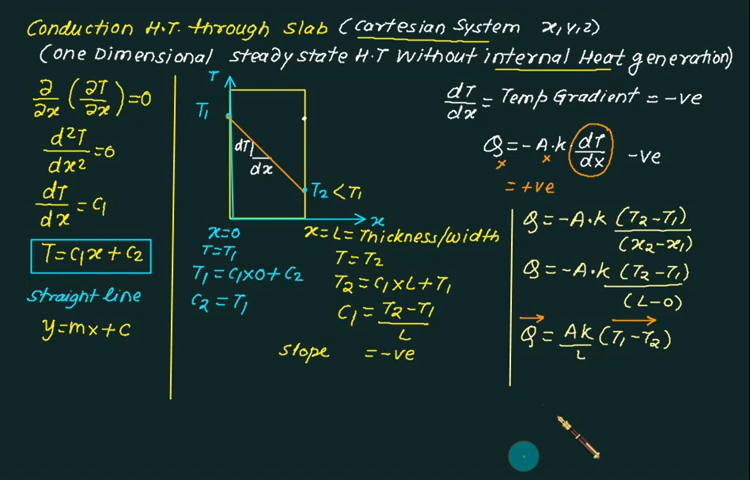 Conduction H.T. through slab (Cartesian System x,y,z)
(One Dimensional steady state H.T Without internal Heat generation)
∂/∂x (∂T/∂x) = 0
d²T/dx² = 0
dT/dx = C₁
T = C₁x + C₂
straight line
y = mx + c
T
T₁
dT
dx
T₂ < T₁
x
x = 0
T = T₁
T₁ = C₁×0 + C₂
C₂ = T₁
x = L = Thickness/width
T = T₂
T₂ = C₁×L + T₁
C₁ = (T₂ − T₁)/L
slope = −ve
dT/dx = Temp Gradient = −ve
Q = −A·k (dT/dx) −ve
= +ve
Q = −A·k (T₂ − T₁)/(x₂ − x₁)
Q = −A·k (T₂ − T₁)/(L − 0)
Q = Ak/L (T₁ − T₂)